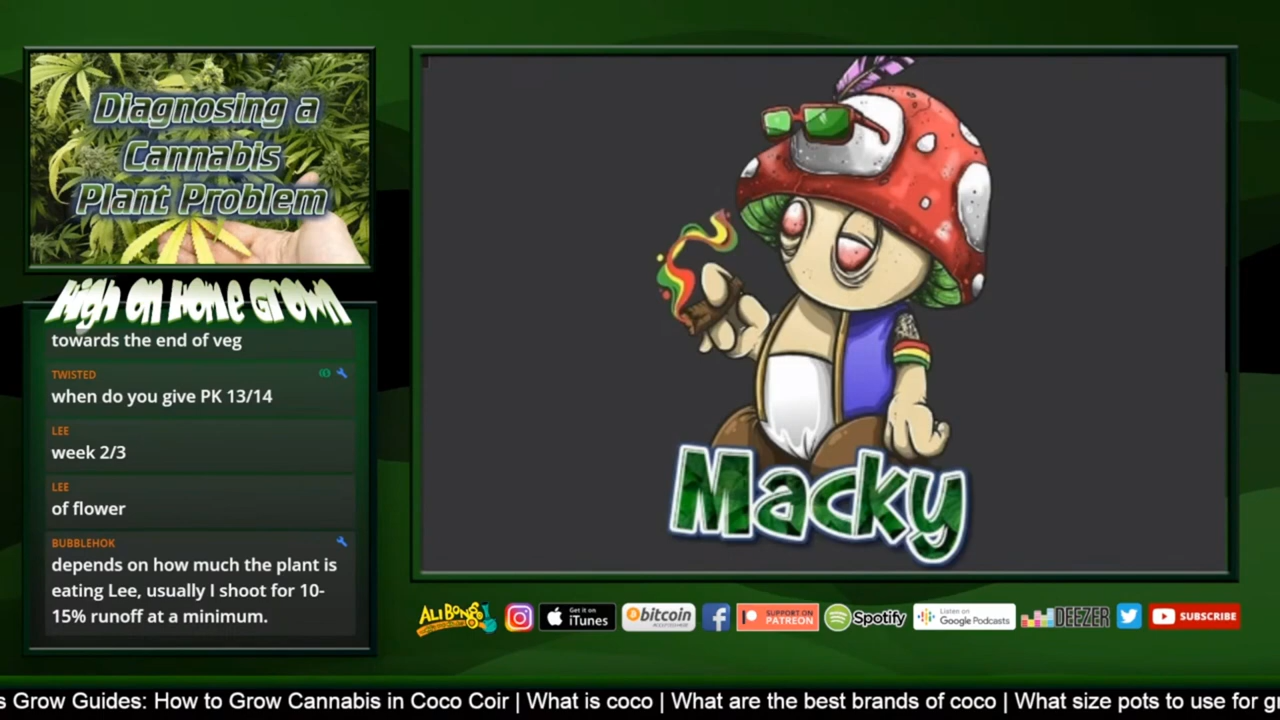 Diagnosing a
Cannabis
Plant Problem
High on Home Grown
towards the end of veg
TWISTED
when do you give PK 13/14
LEE
week 2/3
LEE
of flower
BUBBLEHOK
depends on how much the plant is
eating Lee, usually I shoot for 10-
15% runoff at a minimum.
Macky
ALI BONGO
Get it on
iTunes
bitcoin
SUPPORT ON
PATREON
Spotify
Listen on
Google Podcasts
DEEZER
SUBSCRIBE
s Grow Guides: How to Grow Cannabis in Coco Coir | What is coco | What are the best brands of coco | What size pots to use for g